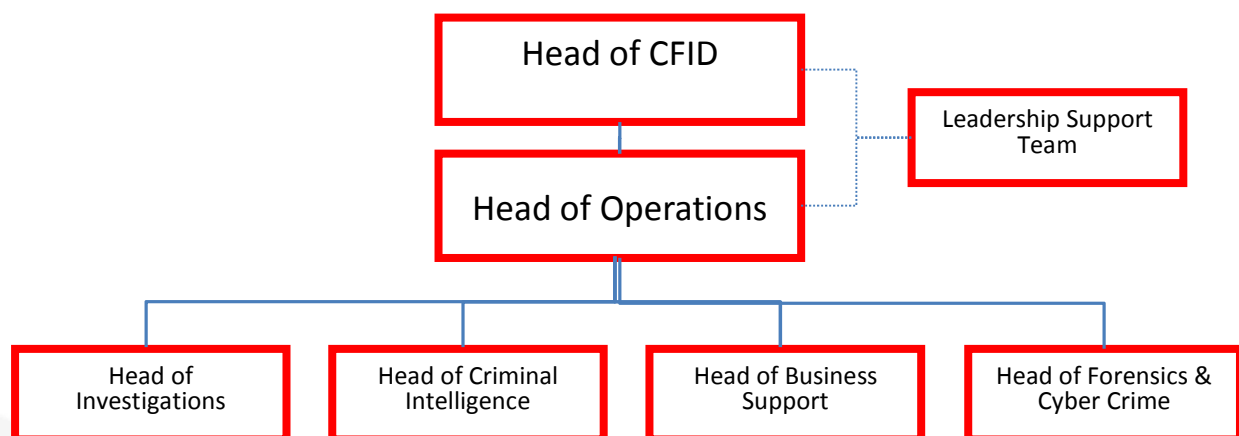 Head of CFID
Leadership Support
Team
Head of Operations
Head of
Investigations
Head of Criminal
Intelligence
Head of Business
Support
Head of Forensics &
Cyber Crime